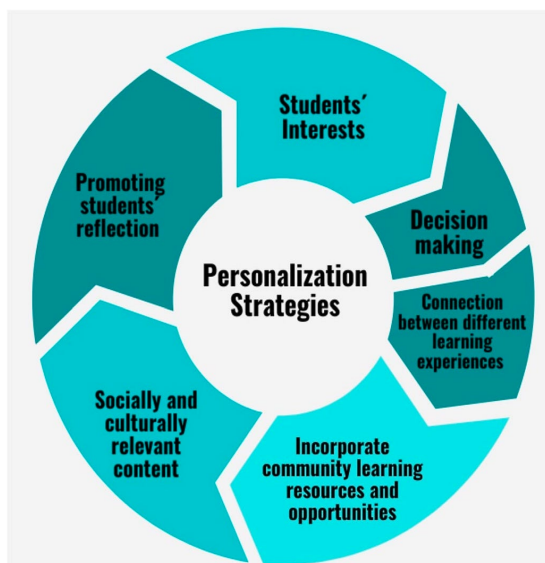 Students´
Interests
Decision
making
Connection
between different
learning
experiences
Incorporate
community learning
resources and
opportunities
Socially and
culturally
relevant
content
Promoting
students´
reflection
Personalization
Strategies